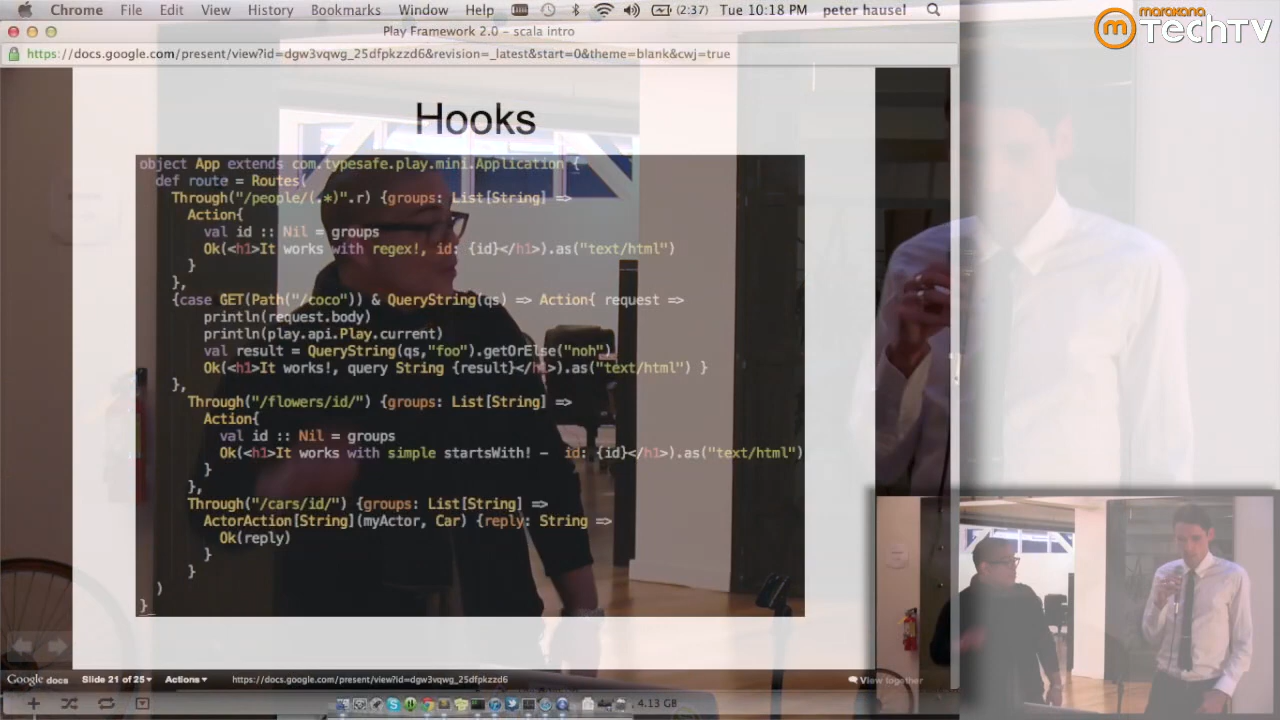 Chrome File Edit View History Bookmarks Window Help (2:37) Tue 10:18 PM peter hausel
marakana
TechTV
Play Framework 2.0 – scala intro
https://docs.google.com/present/view?id=dgw3vqwg_25dfpkzzd6&revision=_latest&start=0&theme=blank&cwj=true
Hooks
object App extends com.typesafe.play.mini.Application {
def route = Routes(
Through("/people/(.*)".r) {groups: List[String] =>
Action{
val id :: Nil = groups
Ok(<h1>It works with regex!, id: {id}</h1>).as("text/html")
}
},
{case GET(Path("/coco")) & QueryString(qs) => Action{ request =>
println(request.body)
println(play.api.Play.current)
val result = QueryString(qs,"foo").getOrElse("noh")
Ok(<h1>It works!, query String {result}</h1>).as("text/html") }
},
Through("/flowers/id/") {groups: List[String] =>
Action{
val id :: Nil = groups
Ok(<h1>It works with simple startsWith! - id: {id}</h1>).as("text/html")
}
},
Through("/cars/id/") {groups: List[String] =>
ActorAction[String](myActor, Car) {reply: String =>
Ok(reply)
}
}
)
}
Google docs Slide 21 of 25 Actions https://docs.google.com/present/view?id=dgw3vqwg_25dfpkzzd6 View together
4.13 GB